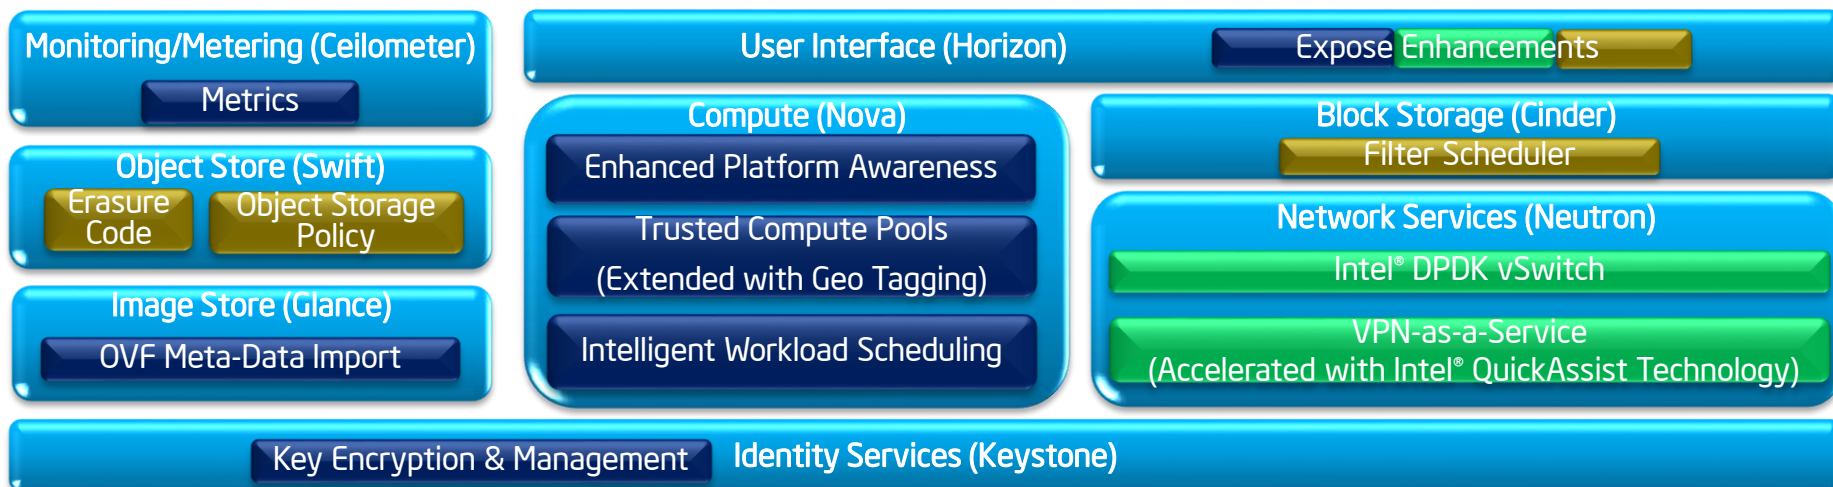 Monitoring/Metering (Ceilometer)
Metrics
User Interface (Horizon)
Expose Enhancements
Object Store (Swift)
Erasure
Code
Object Storage
Policy
Image Store (Glance)
OVF Meta-Data Import
Compute (Nova)
Enhanced Platform Awareness
Trusted Compute Pools
(Extended with Geo Tagging)
Intelligent Workload Scheduling
Block Storage (Cinder)
Filter Scheduler
Network Services (Neutron)
Intel® DPDK vSwitch
VPN-as-a-Service
(Accelerated with Intel® QuickAssist Technology)
Key Encryption & Management
Identity Services (Keystone)